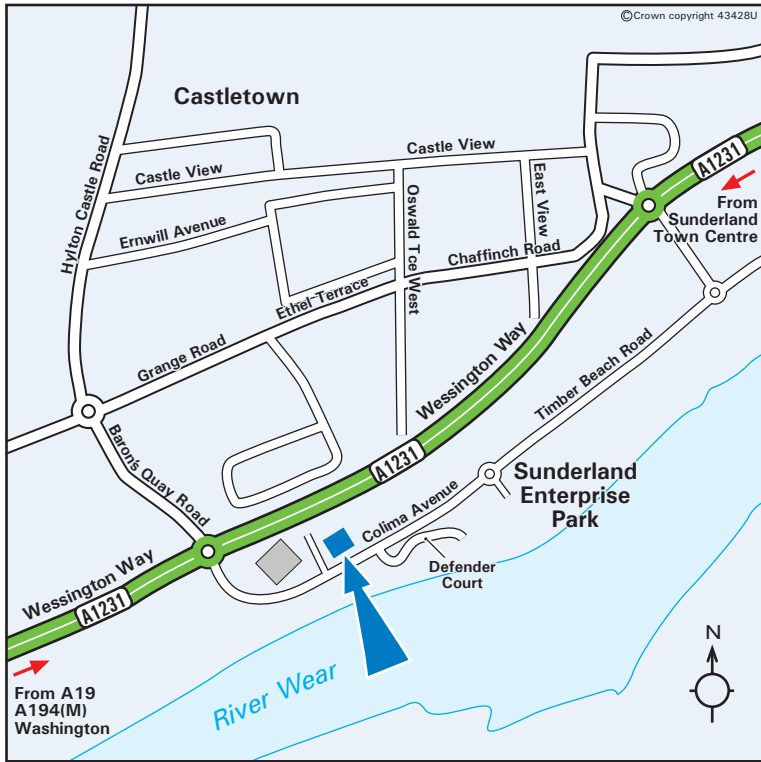 ©Crown copyright 43428U
Castletown
Castle View
A1231
Hylton Castle Road
Castle View
East View
From
Sunderland
Town Centre
Oswald Tce West
Ernwill Avenue
Chaffinch Road
Ethel Terrace
Grange Road
Wessington Way
Timber Beach Road
Baron's Quay Road
A1231
Sunderland
Enterprise
Park
Colima Avenue
Defender
Court
Wessington Way
A1231
N
River Wear
From A19
A194(M)
Washington